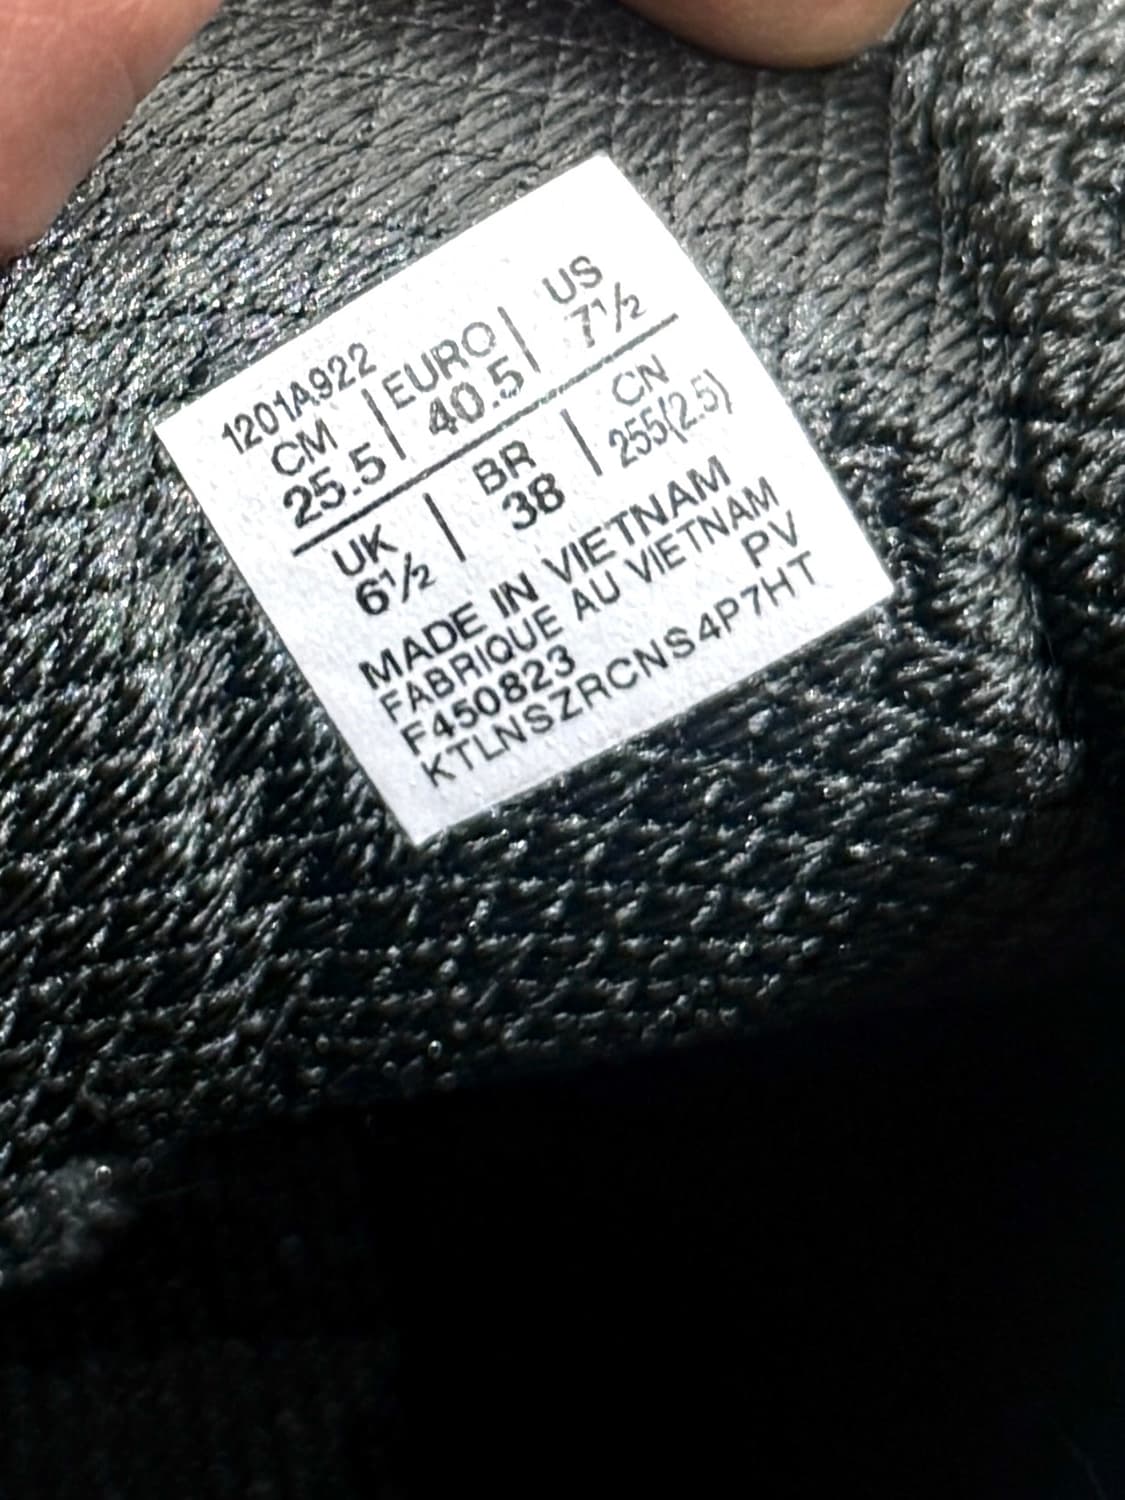 1201A922
CM | EURO | US
25.5 | 40.5 | 7½
UK | BR | CN
6½ | 38 | 255(2.5)
MADE IN VIETNAM
FABRIQUE AU VIETNAM
F450823 PV
KTLNSZRCNS4P7HT